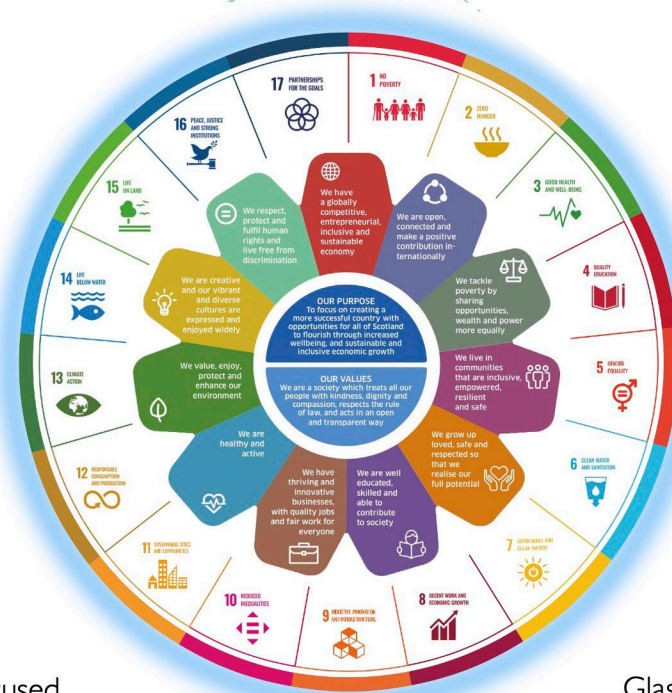 17 PARTNERSHIPS
FOR THE GOALS
1 NO
POVERTY
2 ZERO
HUNGER
3 GOOD HEALTH
AND WELL-BEING
4 QUALITY
EDUCATION
5 GENDER
EQUALITY
6 CLEAN WATER
AND SANITATION
7 AFFORDABLE AND
CLEAN ENERGY
8 DECENT WORK AND
ECONOMIC GROWTH
9 INDUSTRY, INNOVATION
AND INFRASTRUCTURE
10 REDUCED
INEQUALITIES
11 SUSTAINABLE CITIES
AND COMMUNITIES
12 RESPONSIBLE
CONSUMPTION
AND PRODUCTION
13 CLIMATE
ACTION
14 LIFE
BELOW WATER
15 LIFE
ON LAND
16 PEACE, JUSTICE
AND STRONG
INSTITUTIONS
We have
a globally
competitive,
entrepreneurial,
inclusive and
sustainable
economy
We are open,
connected and
make a positive
contribution in-
ternationally
We tackle
poverty by
sharing
opportunities,
wealth and power
more equally
We live in
communities
that are inclusive,
empowered,
resilient
and safe
We grow up
loved, safe and
respected so
that we
realise our
full potential
We are well
educated,
skilled and
able to
contribute
to society
We have
thriving and
innovative
businesses,
with quality jobs
and fair work for
everyone
We are
healthy and
active
We value, enjoy,
protect and
enhance our
environment
We are creative
and our vibrant
and diverse
cultures are
expressed and
enjoyed widely
We respect,
protect and
fulfil human
rights and
live free from
discrimination
OUR PURPOSE
To focus on creating a
more successful country with
opportunities for all of Scotland
to flourish through increased
wellbeing, and sustainable and
inclusive economic growth
OUR VALUES
We are a society which treats all our
people with kindness, dignity and
compassion, respects the rule
of law, and acts in an open
and transparent way
Glas